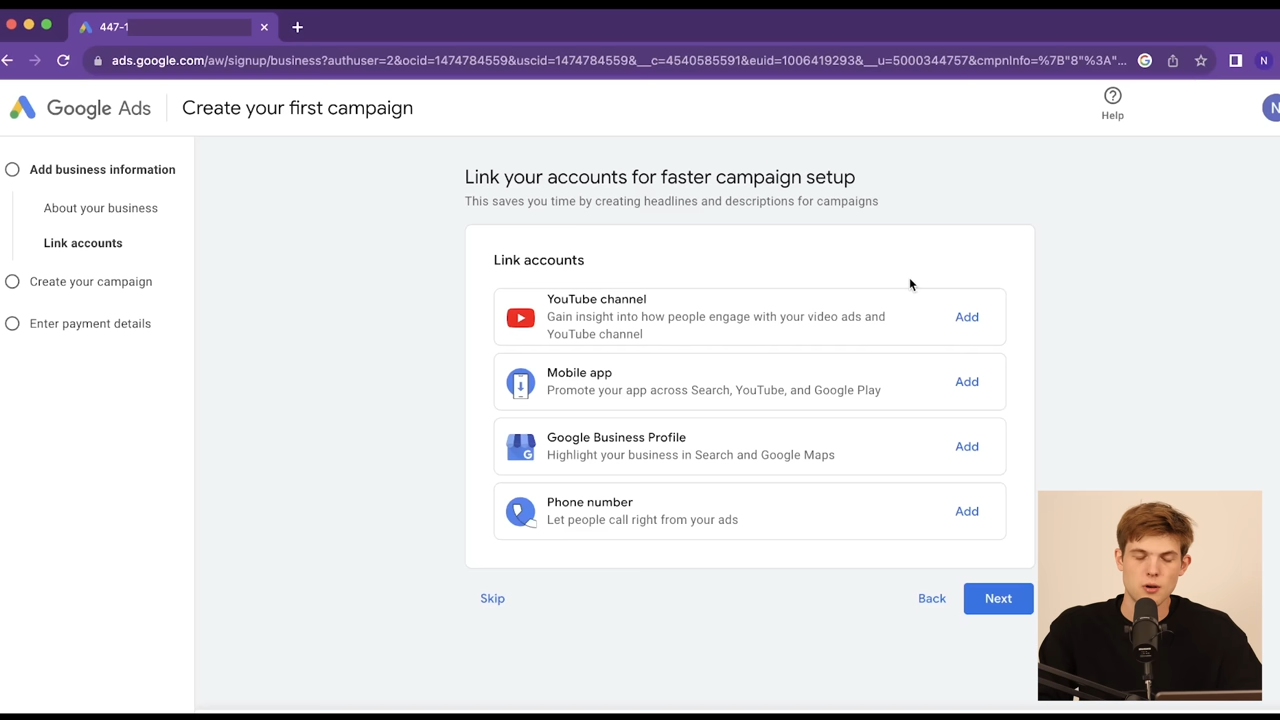 447-1
ads.google.com/aw/signup/business?authuser=2&ocid=1474784559&uscid=1474784559&__c=4540585591&euid=1006419293&__u=5000344757&cmpnInfo=%7B"8"%3A"...
N
Google Ads
Create your first campaign
Help
N
Add business information
About your business
Link accounts
Create your campaign
Enter payment details
Link your accounts for faster campaign setup
This saves you time by creating headlines and descriptions for campaigns
Link accounts
YouTube channel
Gain insight into how people engage with your video ads and
YouTube channel
Add
Mobile app
Promote your app across Search, YouTube, and Google Play
Add
Google Business Profile
Highlight your business in Search and Google Maps
Add
Phone number
Let people call right from your ads
Add
Skip
Back
Next